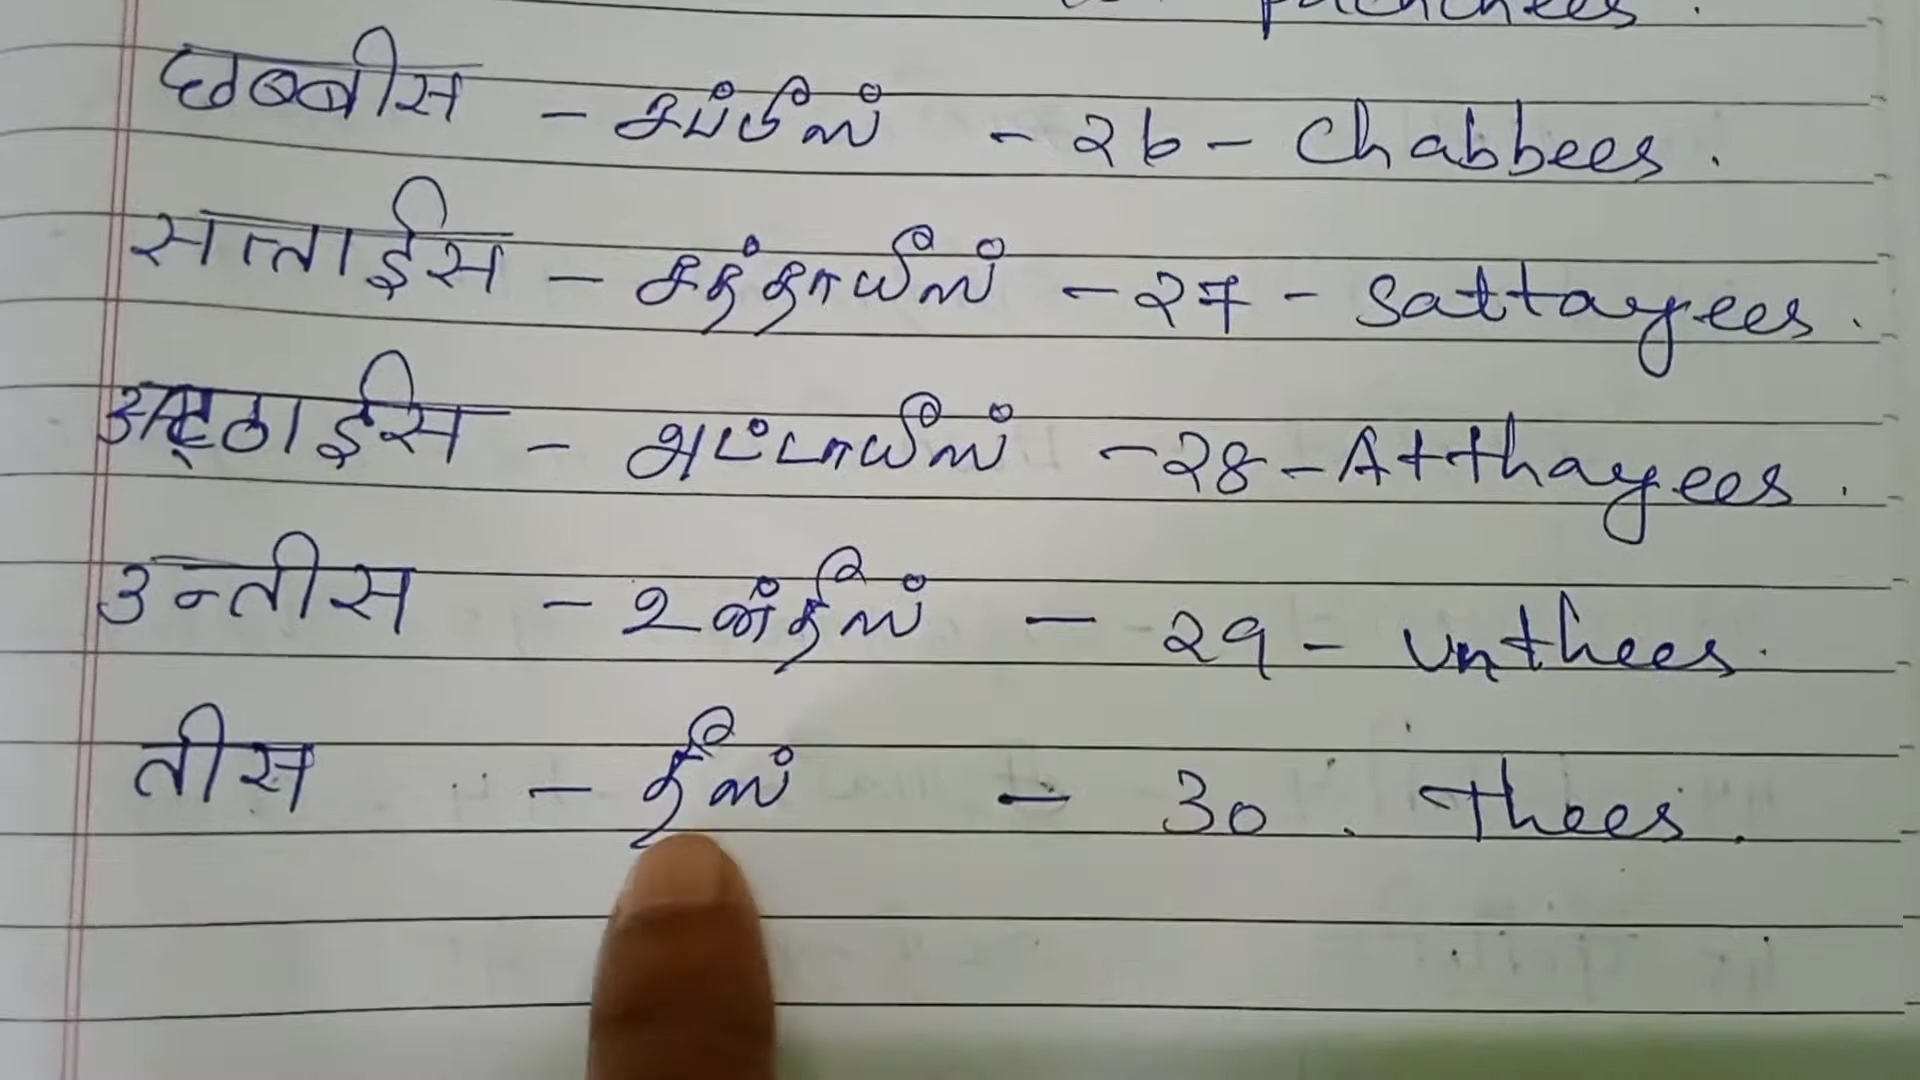 छब्बीस - சப்பீஸ் - 26 - Chabbees.
सत्ताईस - சத்தாயீஸ் - 27 - Sattayees.
अट्ठाईस - அட்டாயீஸ் - 28 - Atthayees.
उन्तीस - உன்தீஸ் - 29 - Unthees.
तीस - தீஸ் - 30. Thees.